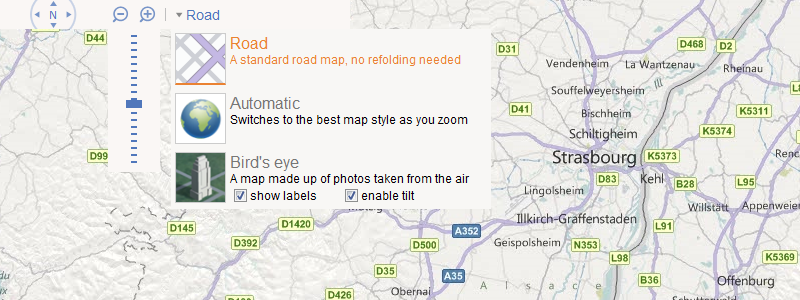 N
Road
D44
Road
A standard road map, no refolding needed
Automatic
Switches to the best map style as you zoom
Bird's eye
A map made up of photos taken from the air
show labels
enable tilt
D99
D145
D392
D1420
D500
D35
D426
Obernai
A352
A35
D31
D468
D2
Vendenheim
La Wantzenau
Rheinau
Souffelweyersheim
D41
Bischheim
K5311
Schiltigheim
K5374
Strasbourg
K5373
Renc
D83
Kehl
B28
L95
Lingolsheim
Illkirch-Graffenstaden
Willstätt
Appenweier
L91
Geispolsheim
N353
L98
K5369
Alsace
B36
Offenburg